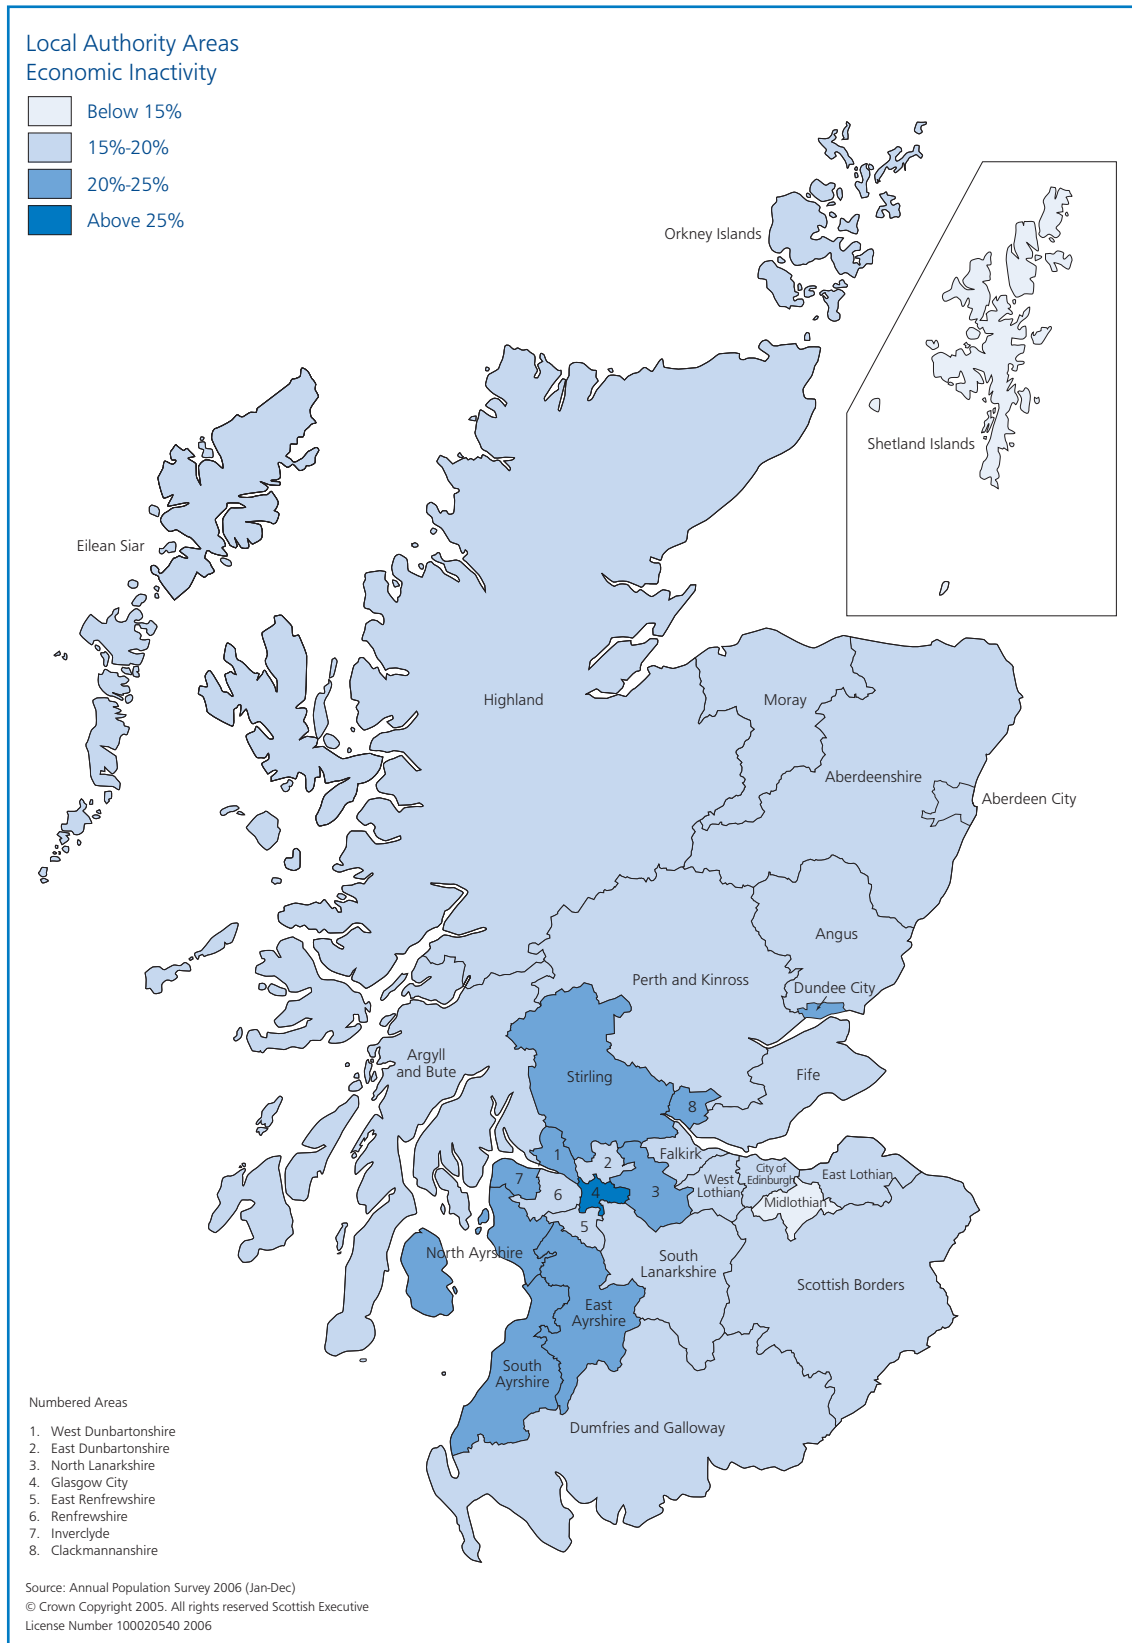 Local Authority Areas
Economic Inactivity
Below 15%
15%-20%
20%-25%
Above 25%
Orkney Islands
Shetland Islands
Eilean Siar
Highland
Moray
Aberdeenshire
Aberdeen City
Angus
Perth and Kinross
Dundee City
Argyll
and Bute
Stirling
Fife
8
1
2
Falkirk
City of
Edinburgh
East Lothian
7
6
4
3
West
Lothian
Midlothian
5
North Ayrshire
South
Lanarkshire
Scottish Borders
East
Ayrshire
South
Ayrshire
Dumfries and Galloway
Numbered Areas
1. West Dunbartonshire
2. East Dunbartonshire
3. North Lanarkshire
4. Glasgow City
5. East Renfrewshire
6. Renfrewshire
7. Inverclyde
8. Clackmannanshire
Source: Annual Population Survey 2006 (Jan-Dec)
© Crown Copyright 2005. All rights reserved Scottish Executive
License Number 100020540 2006